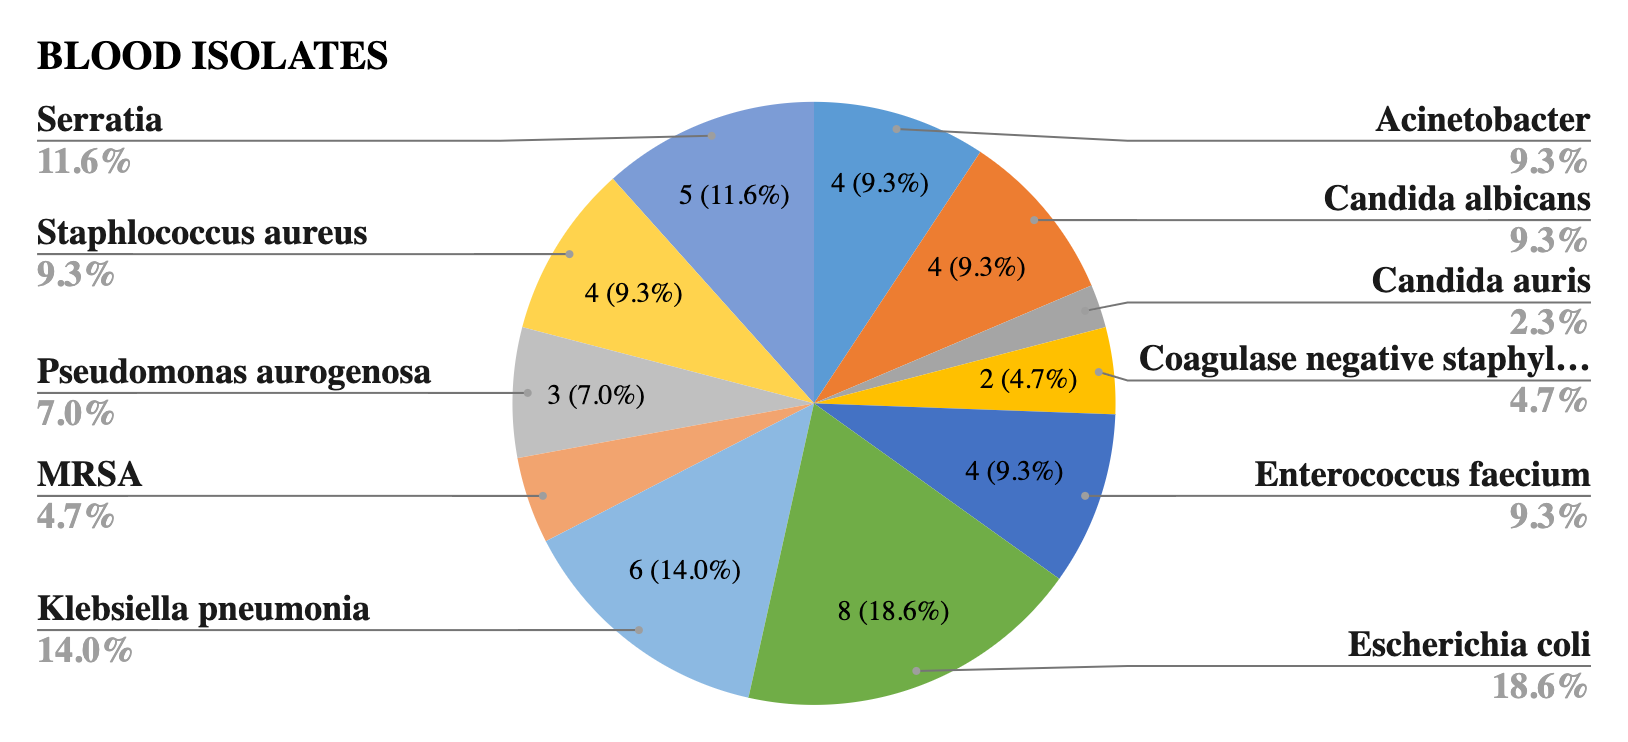 BLOOD ISOLATES
Serratia
11.6%
Staphlococcus aureus
9.3%
Pseudomonas aurogenosa
7.0%
MRSA
4.7%
Klebsiella pneumonia
14.0%
5 (11.6%)
4 (9.3%)
4 (9.3%)
4 (9.3%)
2 (4.7%)
3 (7.0%)
4 (9.3%)
6 (14.0%)
8 (18.6%)
Acinetobacter
9.3%
Candida albicans
9.3%
Candida auris
2.3%
Coagulase negative staphyl...
4.7%
Enterococcus faecium
9.3%
Escherichia coli
18.6%